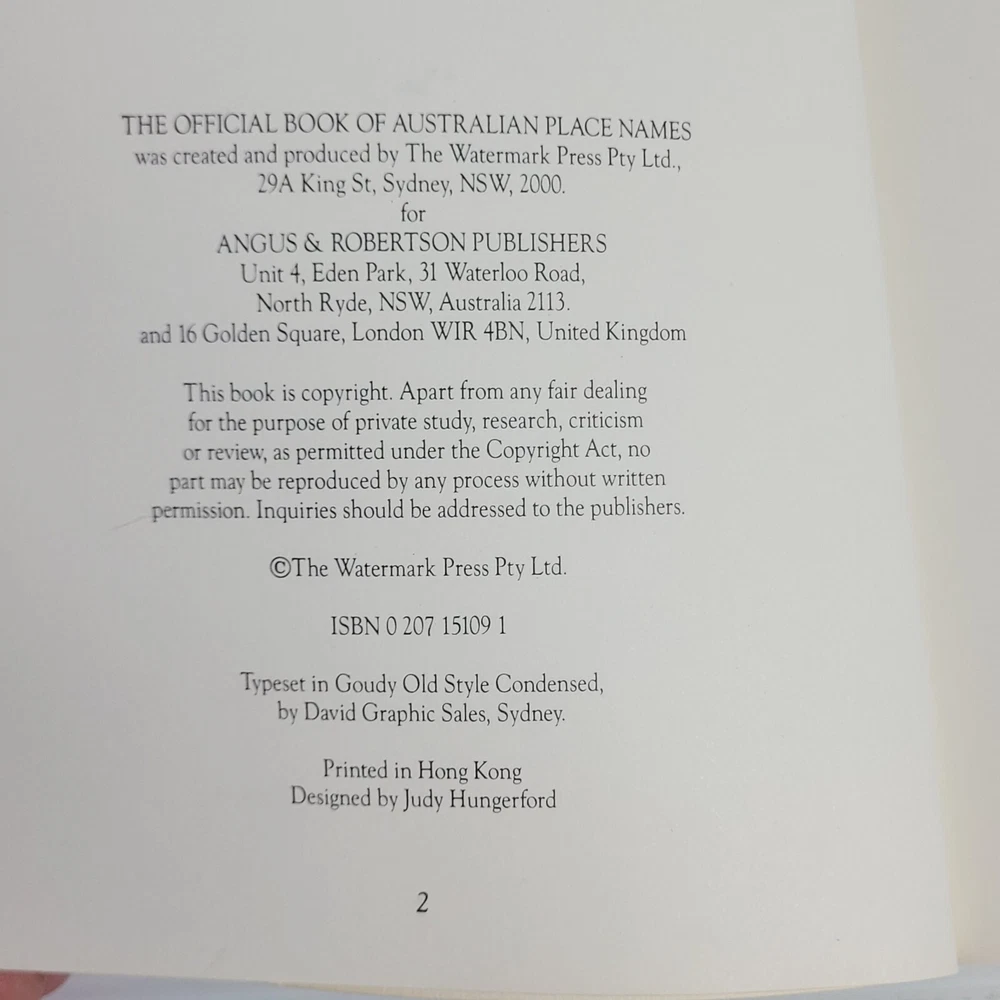 THE OFFICIAL BOOK OF AUSTRALIAN PLACE NAMES
was created and produced by The Watermark Press Pty Ltd.,
29A King St, Sydney, NSW, 2000.
for
ANGUS & ROBERTSON PUBLISHERS
Unit 4, Eden Park, 31 Waterloo Road,
North Ryde, NSW, Australia 2113.
and 16 Golden Square, London WIR 4BN, United Kingdom
This book is copyright. Apart from any fair dealing
for the purpose of private study, research, criticism
or review, as permitted under the Copyright Act, no
part may be reproduced by any process without written
permission. Inquiries should be addressed to the publishers.
©The Watermark Press Pty Ltd.
ISBN 0 207 15109 1
Typeset in Goudy Old Style Condensed,
by David Graphic Sales, Sydney.
Printed in Hong Kong
Designed by Judy Hungerford
2